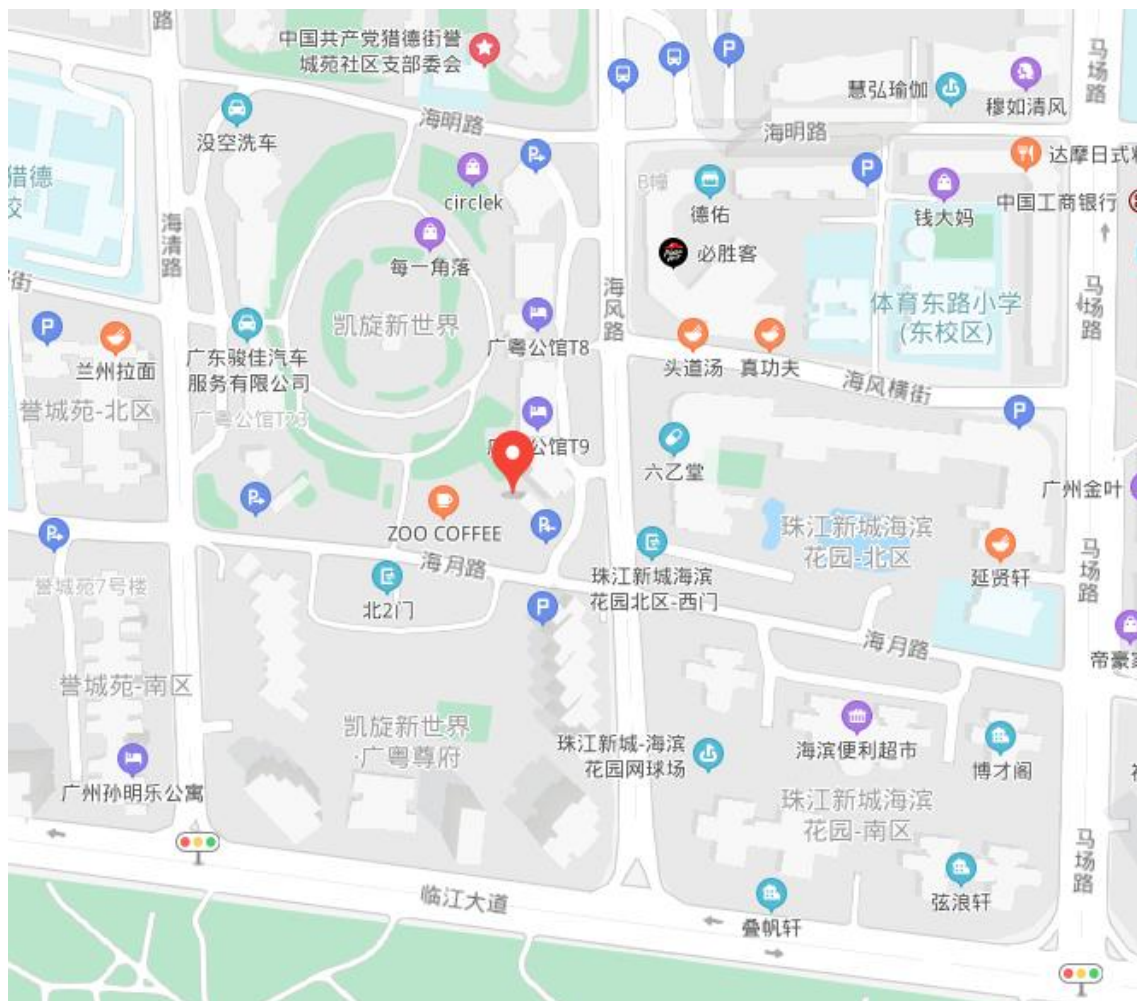 路
中国共产党猎德街誉
城苑社区支部委会
马场路
慧弘瑜伽
穆如清风
没空洗车
海明路
海明路
达摩日式料
猎德
校
circlek
B幢
德佑
钱大妈
中国工商银行
海清路
每一角落
必胜客
街
凯旋新世界
广粤公馆T8
海风路
体育东路小学
(东校区)
马场路
兰州拉面
广东骏佳汽车
服务有限公司
头道汤
真功夫
海风横街
誉城苑-北区
广粤公馆T23
广粤公馆T9
六乙堂
广州金叶
ZOO COFFEE
珠江新城海滨
花园-北区
海月路
珠江新城海滨
花园北区-西门
延贤轩
马场路
誉城苑7号楼
北2门
海月路
帝豪家
誉城苑-南区
凯旋新世界
·广粤尊府
珠江新城-海滨
花园网球场
海滨便利超市
博才阁
广州孙明乐公寓
珠江新城海滨
花园-南区
马场路
临江大道
叠帆轩
弦浪轩
P
P
P
P
P
P
P
P
P
P